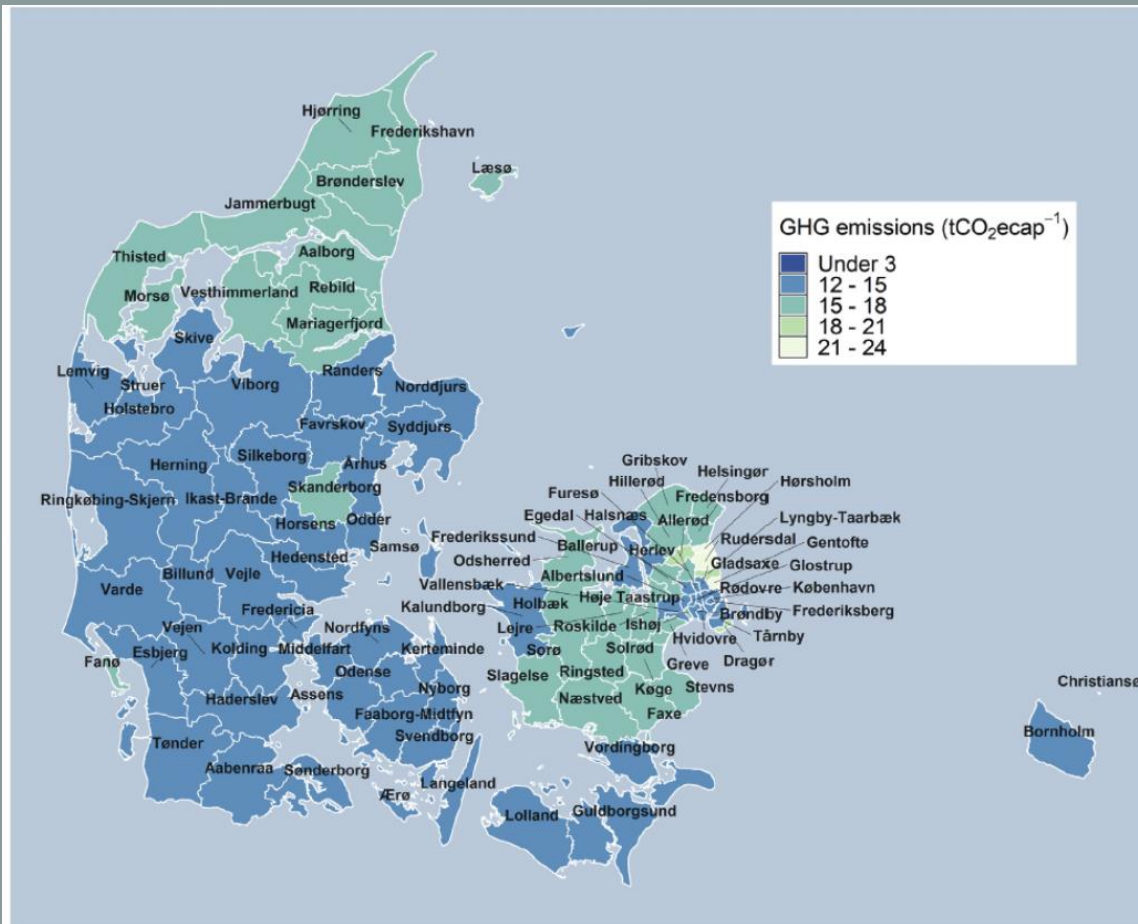 Hjørring
Frederikshavn
Læsø
Brønderslev
Jammerbugt
GHG emissions (tCO₂ecap⁻¹)
Under 3
12 - 15
15 - 18
18 - 21
21 - 24
Aalborg
Thisted
Rebild
Morsø
Vesthimmerland
Mariagerfjord
Skive
Lemvig
Struer
Viborg
Randers
Norddjurs
Holstebro
Favrskov
Syddjurs
Silkeborg
Århus
Herning
Gribskov
Helsingør
Hillerød
Hørsholm
Skanderborg
Furesø
Fredensborg
Ringkøbing-Skjern
Ikast-Brande
Egedal
Halsnæs
Allerød
Lyngby-Taarbæk
Horsens
Odder
Frederikssund
Rudersdal
Samsø
Ballerup
Herlev
Gentofte
Hedensted
Odsherred
Gladsaxe
Glostrup
Billund
Vejle
Albertslund
Varde
Vallensbæk
Rødovre
København
Høje Taastrup
Fredericia
Kalundborg
Holbæk
Brøndby
Frederiksberg
Vejen
Nordfyns
Lejre
Roskilde
Ishøj
Hvidovre
Tårnby
Esbjerg
Kolding
Middelfart
Kerteminde
Sorø
Solrød
Fanø
Greve
Dragør
Odense
Slagelse
Ringsted
Christiansø
Haderslev
Assens
Nyborg
Køge
Stevns
Næstved
Faaborg-Midtfyn
Faxe
Svendborg
Bornholm
Tønder
Vordingborg
Aabenraa
Sønderborg
Langeland
Ærø
Lolland
Guldborgsund